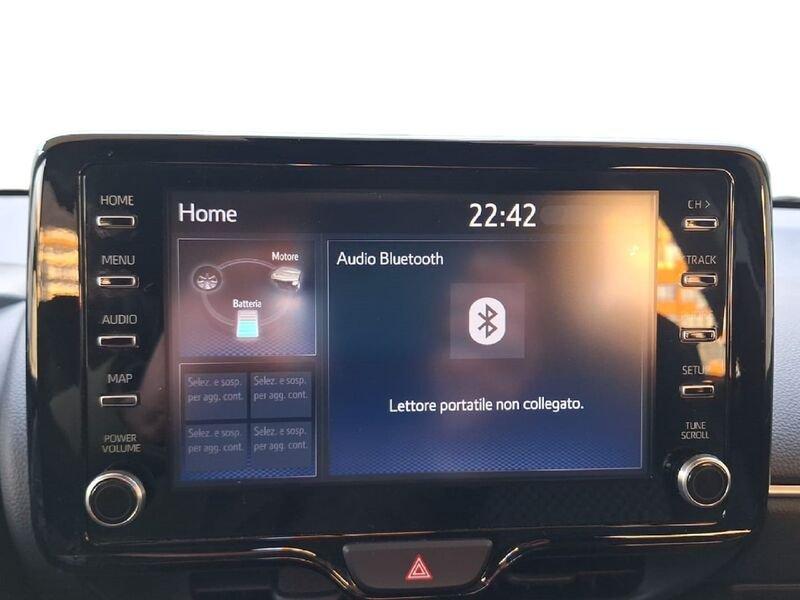 HOME
MENU
AUDIO
MAP
POWER
VOLUME
Home
22:42
Motore
Batteria
Selez. e sosp.
per agg. cont.
Selez. e sosp.
per agg. cont.
Selez. e sosp.
per agg. cont.
Selez. e sosp.
per agg. cont.
Audio Bluetooth
Lettore portatile non collegato.
CH >
TRACK
SETUP
TUNE
SCROLL